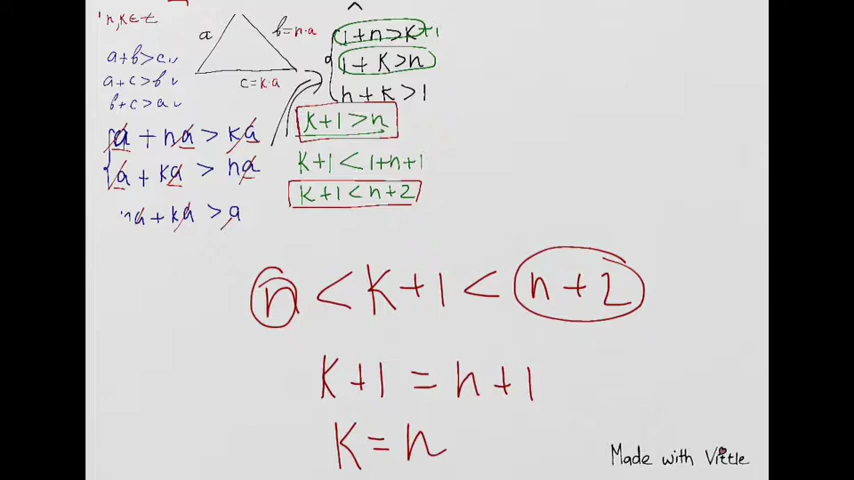 n,k∈Z
a
b=n·a
c=k·a
a+b>c
a+c>b
b+c>a
a+na>ka
a+ka>na
na+ka>a
1+n>k+1
1+k>n
n+k>1
k+1>n
k+1<1+n+1
k+1<n+2
n<k+1<n+2
k+1=n+1
k=n
Made with Vittle